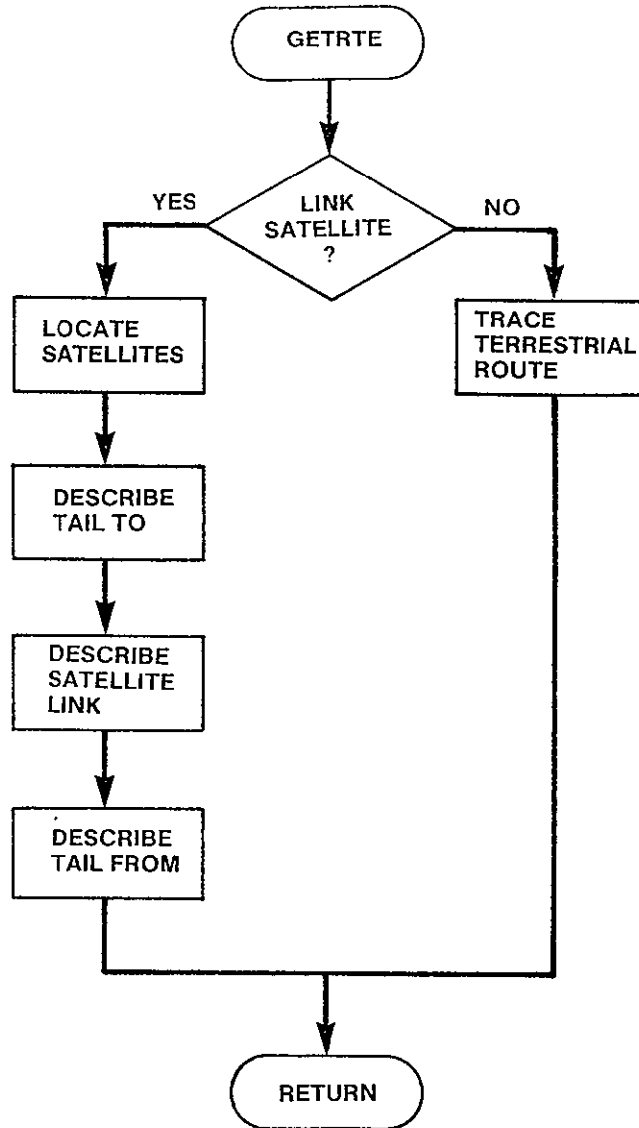 GETRTE
LINK
SATELLITE
?
YES
NO
LOCATE
SATELLITES
TRACE
TERRESTRIAL
ROUTE
DESCRIBE
TAIL TO
DESCRIBE
SATELLITE
LINK
DESCRIBE
TAIL FROM
RETURN